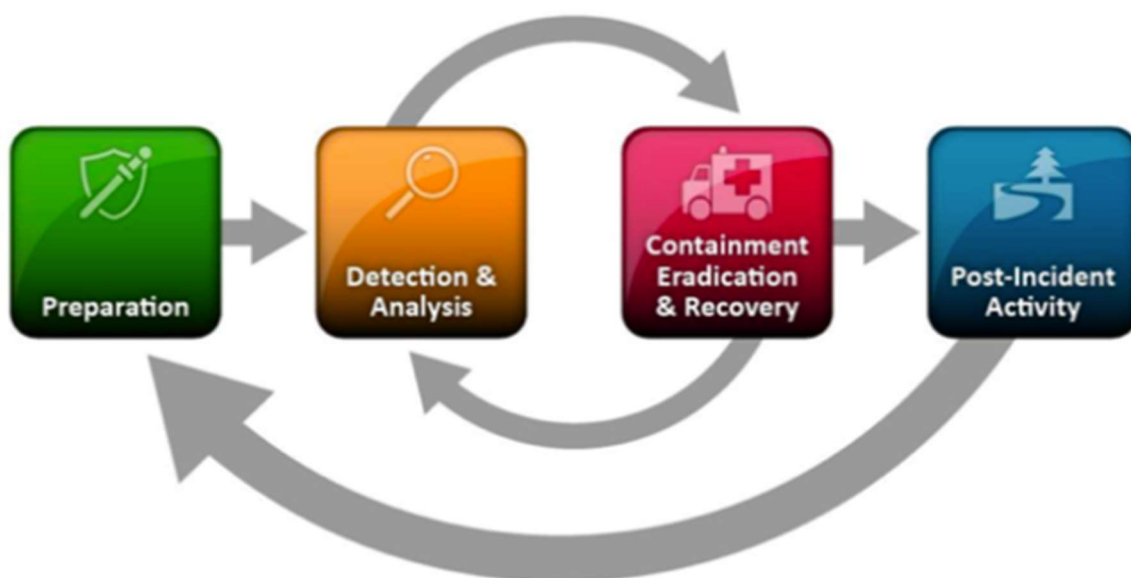 Preparation
Detection &
Analysis
Containment
Eradication
& Recovery
Post-Incident
Activity